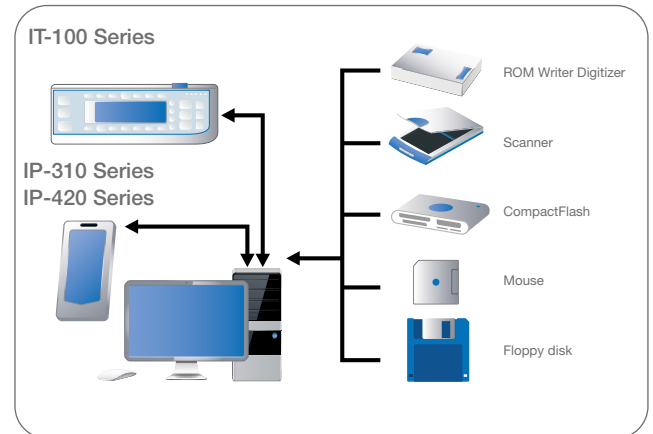 IT-100 Series
IP-310 Series
IP-420 Series
ROM Writer Digitizer
Scanner
CompactFlash
Mouse
Floppy disk